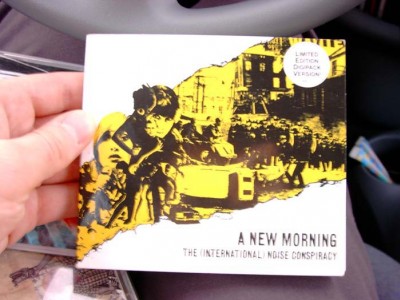 LIMITED
EDITION
DIGIPACK
VERSION!
A NEW MORNING
THE (INTERNATIONAL) NOISE CONSPIRACY